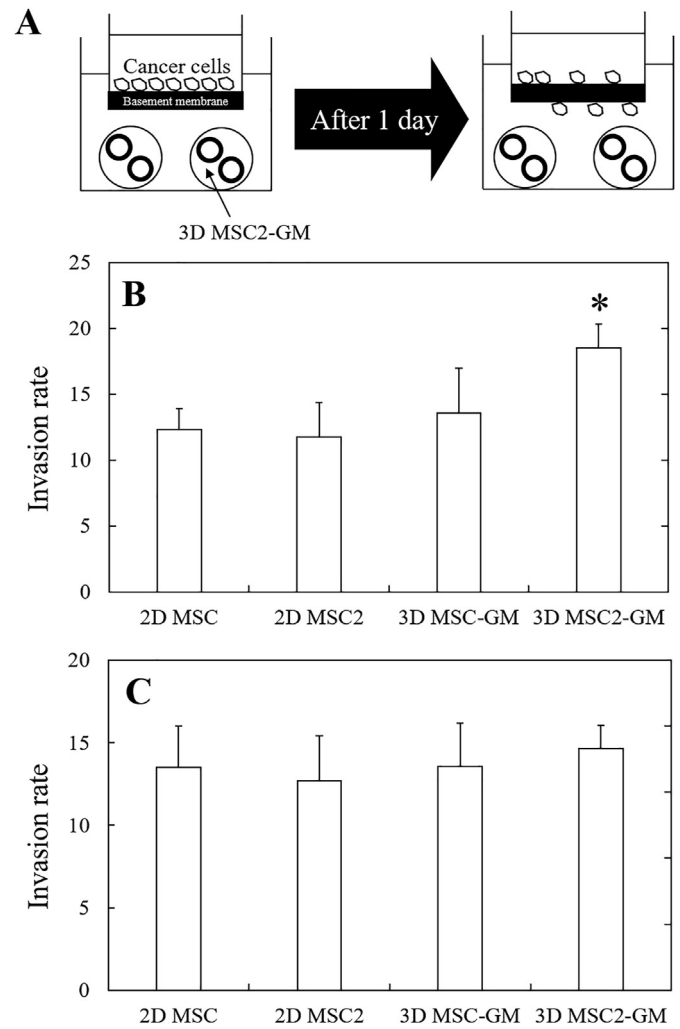 A
Cancer cells
Basement membrane
After 1 day
3D MSC2-GM
B
Invasion rate
25
20
15
10
5
0
*
2D MSC
2D MSC2
3D MSC-GM
3D MSC2-GM
C
Invasion rate
20
15
10
5
0
2D MSC
2D MSC2
3D MSC-GM
3D MSC2-GM